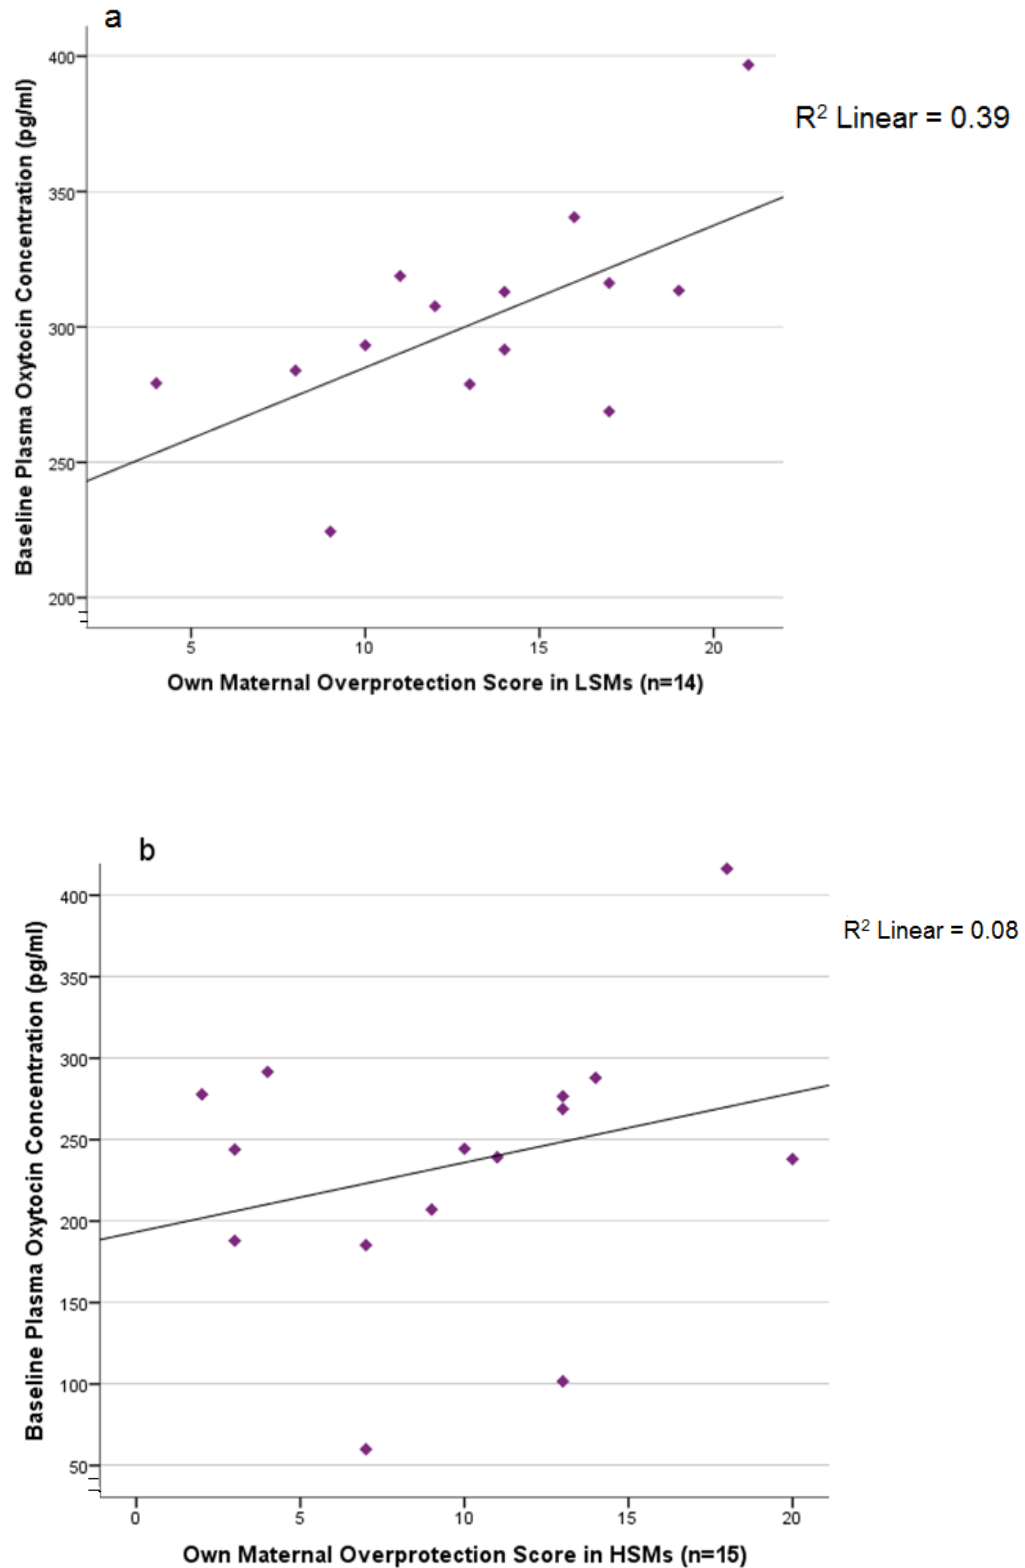 a
400
350
300
250
200
5 10 15 20
Baseline Plasma Oxytocin Concentration (pg/ml)
Own Maternal Overprotection Score in LSMs (n=14)
R² Linear = 0.39
b
400
350
300
250
200
150
100
50
0 5 10 15 20
Baseline Plasma Oxytocin Concentration (pg/ml)
Own Maternal Overprotection Score in HSMs (n=15)
R² Linear = 0.08